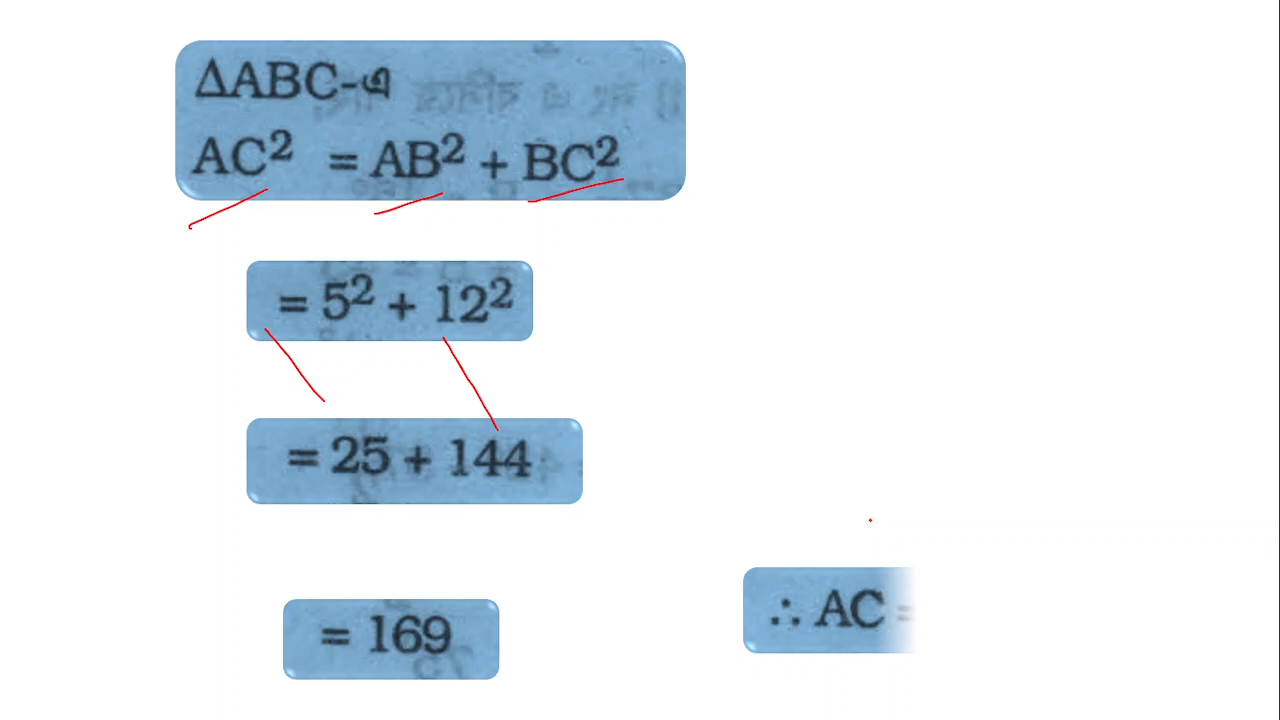 ΔABC-এ
AC² = AB² + BC²
= 5² + 12²
= 25 + 144
= 169
∴ AC =